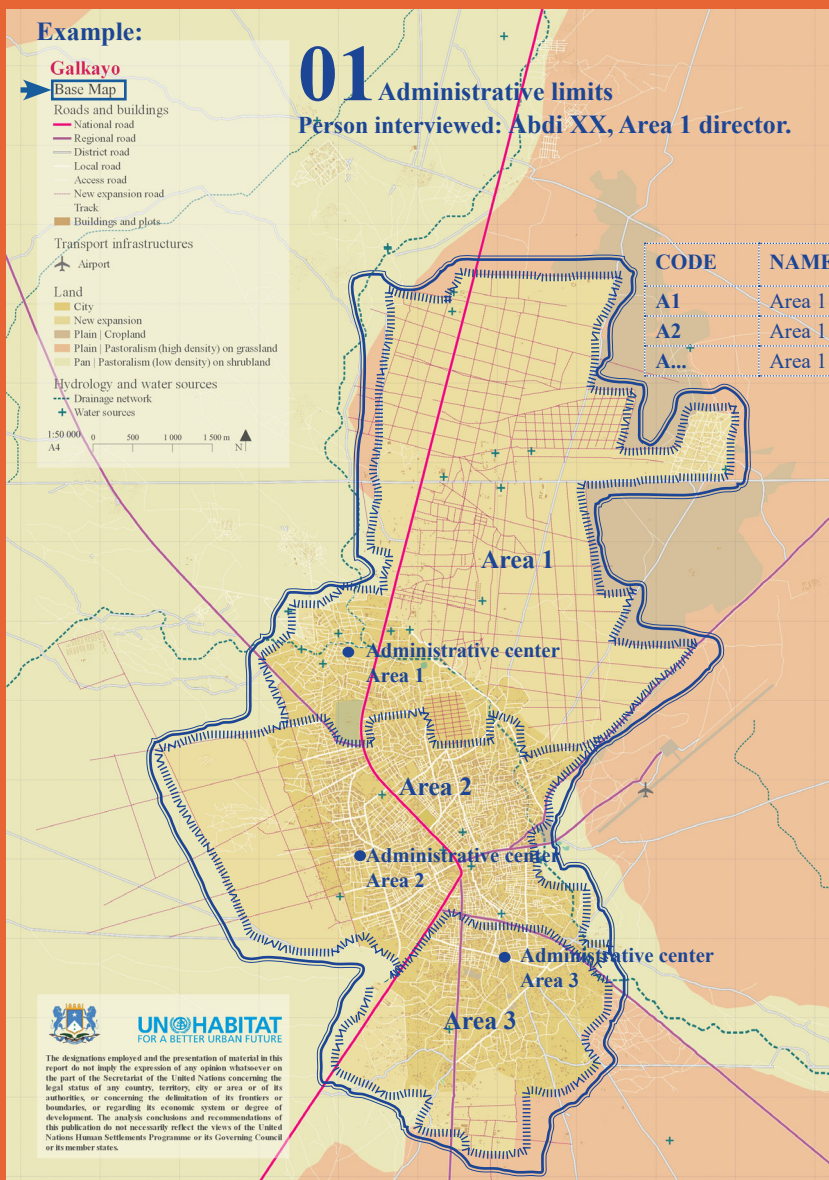 Example:
Galkayo
Base Map
Roads and buildings
National road
Regional road
District road
Local road
Access road
New expansion road
Track
Buildings and plots
Transport infrastructures
Airport
Land
City
New expansion
Plain | Cropland
Plain | Pastoralism (high density) on grassland
Pan | Pastoralism (low density) on shrubland
Hydrology and water sources
Drainage network
Water sources
1:50 000
A4
0 500 1 000 1 500 m
N
01 Administrative limits
Person interviewed: Abdi XX, Area 1 director.
CODE NAME
A1 Area 1
A2 Area 1
A... Area 1
Area 1
Administrative center
Area 1
Area 2
Administrative center
Area 2
Administrative center
Area 3
Area 3
UN HABITAT
FOR A BETTER URBAN FUTURE
The designations employed and the presentation of material in this
report do not imply the expression of any opinion whatsoever on
the part of the Secretariat of the United Nations concerning the
legal status of any country, territory, city or area or of its
authorities, or concerning the delimitation of its frontiers or
boundaries, or regarding its economic system or degree of
development. The analysis conclusions and recommendations of
this publication do not necessarily reflect the views of the United
Nations Human Settlements Programme or its Governing Council
or its member states.